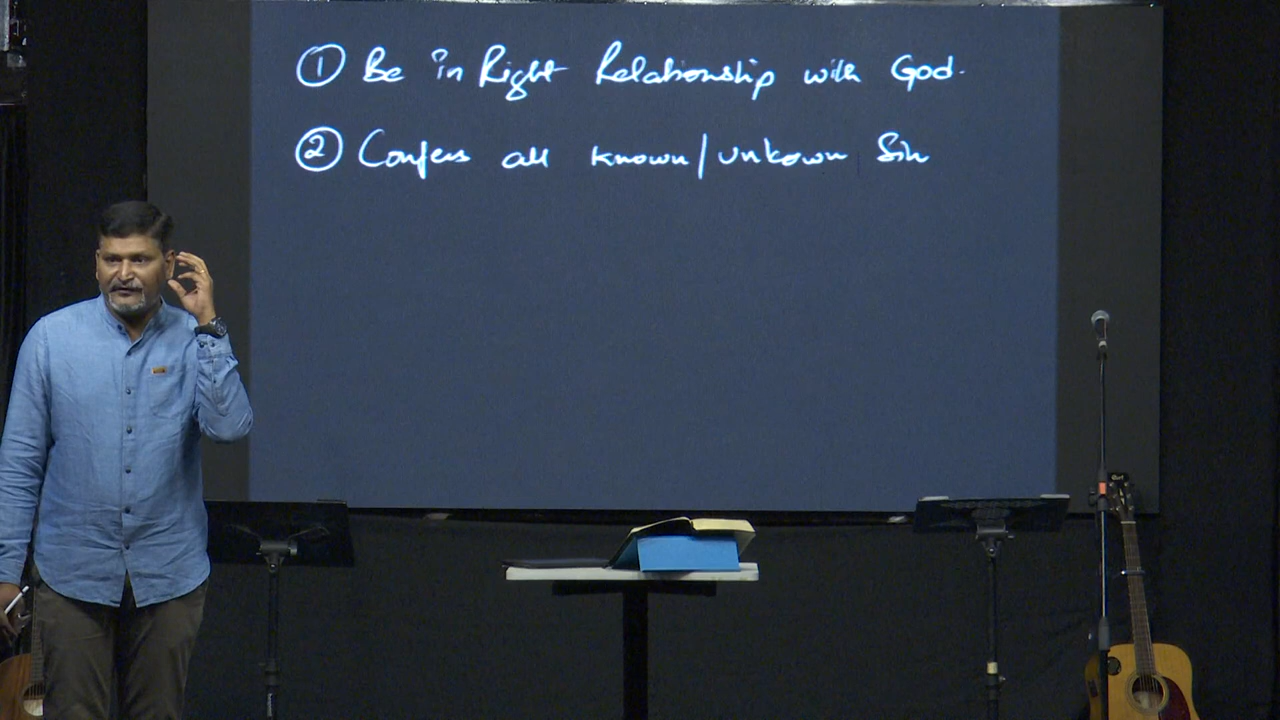 ① Be in Right Relationship with God.
② Confess all known/unkown Sin